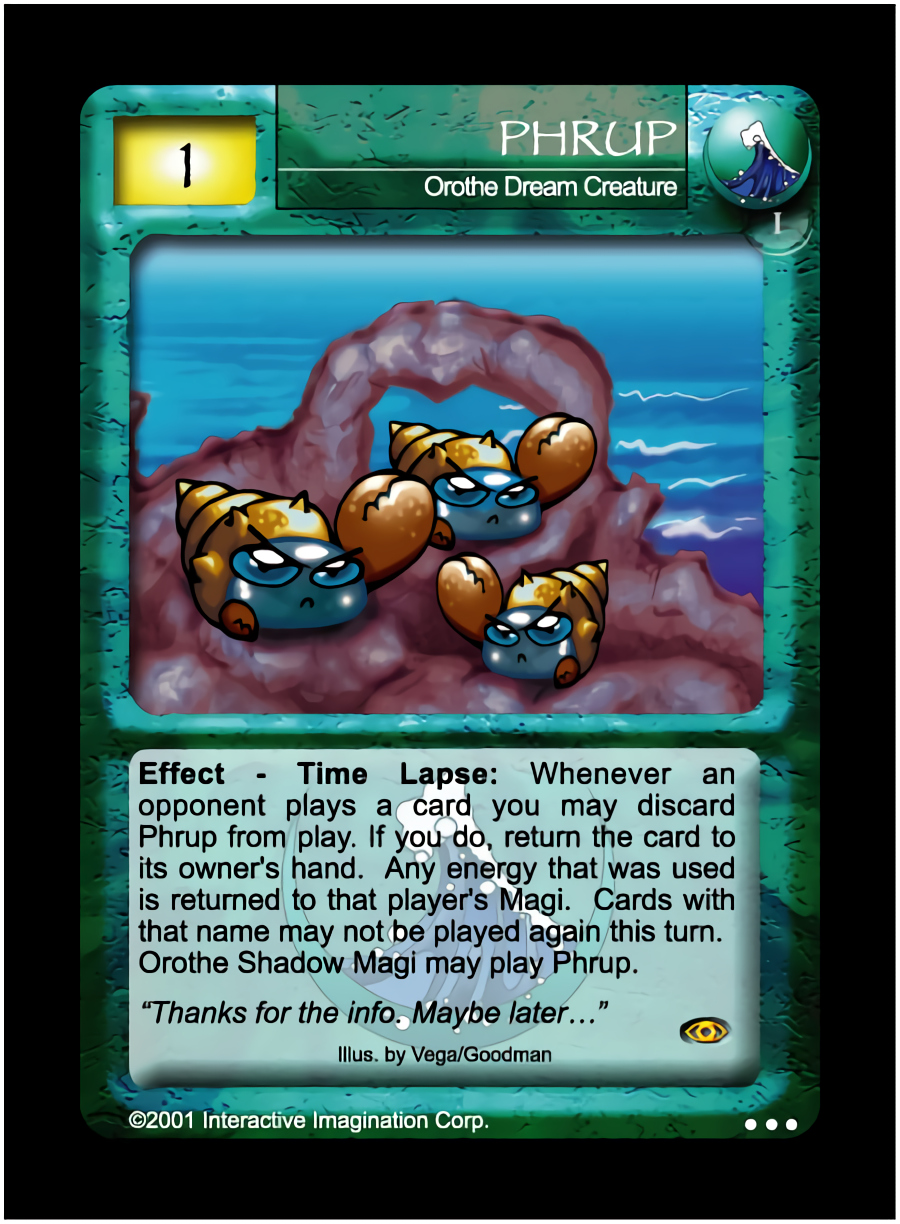 1
PHRUP
Orothe Dream Creature
I
Effect - Time Lapse: Whenever an
opponent plays a card you may discard
Phrup from play. If you do, return the card to
its owner's hand. Any energy that was used
is returned to that player's Magi. Cards with
that name may not be played again this turn.
Orothe Shadow Magi may play Phrup.
“Thanks for the info. Maybe later…”
Illus. by Vega/Goodman
©2001 Interactive Imagination Corp.